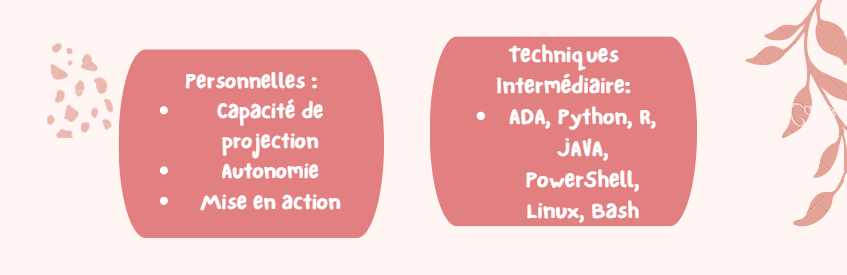 Personnelles :
• Capacité de
projection
• Autonomie
• Mise en action
Techniques
Intermédiaire:
• ADA, Python, R,
JAVA,
PowerShell,
Linux, Bash